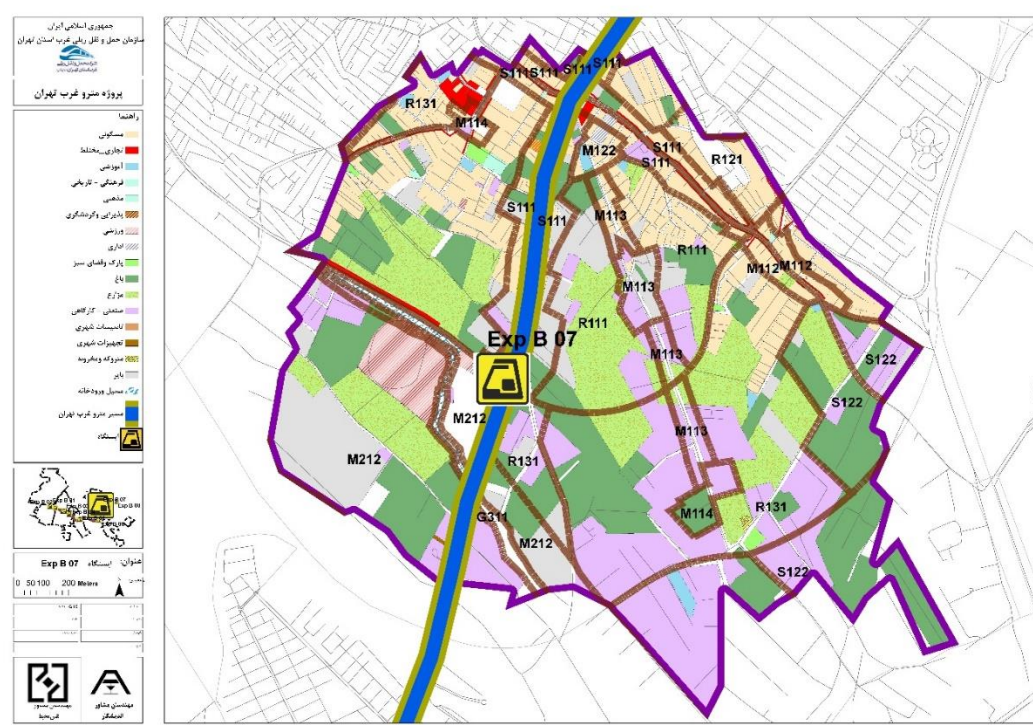 جمهوری اسلامی ایران
سازمان حمل و نقل ریلی غرب استان تهران
پروژه مترو غرب تهران
راهنما
مسکونی
تجاری_مختلط
آموزشی
فرهنگی - تاریخی
مذهبی
پذیرایی وگردشگری
ورزشی
اداری
پارک وفضای سبز
باغ
مزارع
صنعتی - کارگاهی
تاسیسات شهری
تجهیزات شهری
متروکه ومخروبه
بایر
مسیل ورودخانه
مسیر مترو غرب تهران
ایستگاه
عنوان: ایستگاه Exp B 07
0 50 100 200 Meters
مهندسین مشاور
مهندسین مشاور
S111
S111
S111
S111
R131
M114
M122
S111
S111
R121
S111
S111
M113
R111
M112
M112
M113
R111
Exp B 07
M113
S122
S122
M212
M113
M212
R131
M114
R131
G311
M212
S122